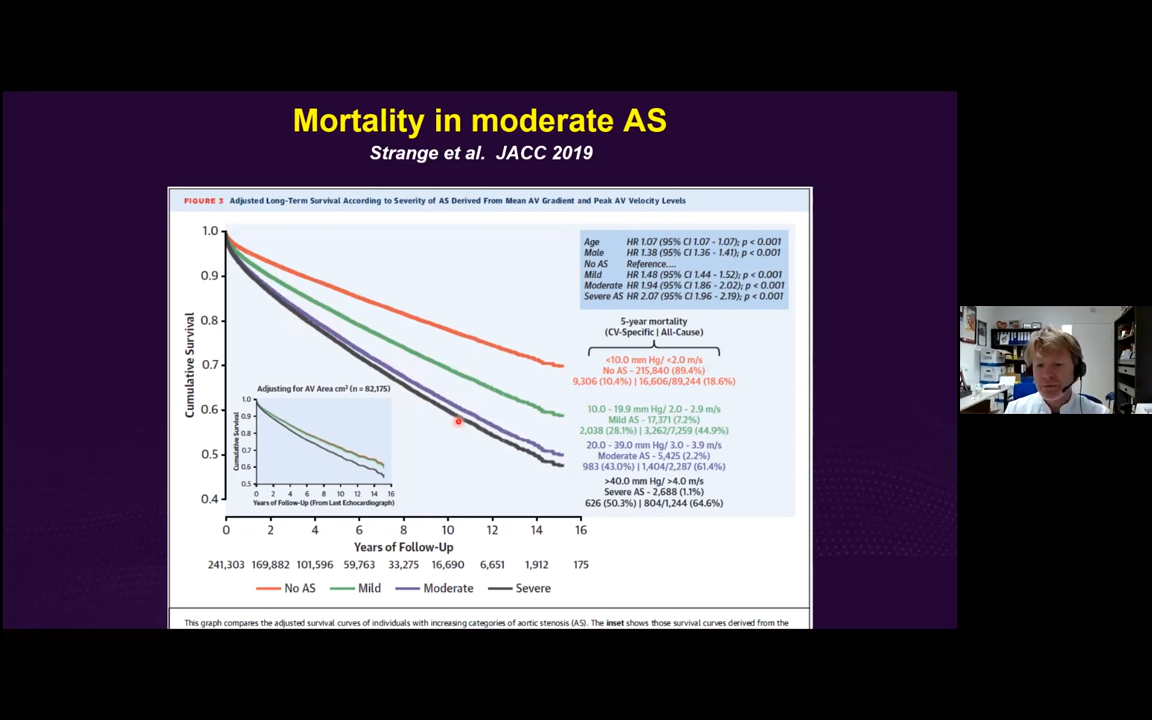 Mortality in moderate AS
Strange et al. JACC 2019
FIGURE 3 Adjusted Long-Term Survival According to Severity of AS Derived From Mean AV Gradient and Peak AV Velocity Levels
Cumulative Survival
1.0
0.9
0.8
0.7
0.6
0.5
0.4
Age HR 1.07 (95% CI 1.07 - 1.07); p < 0.001
Male HR 1.38 (95% CI 1.36 - 1.41); p < 0.001
No AS Reference....
Mild HR 1.48 (95% CI 1.44 - 1.52); p < 0.001
Moderate HR 1.94 (95% CI 1.86 - 2.02); p < 0.001
Severe AS HR 2.07 (95% CI 1.96 - 2.19); p < 0.001
5-year mortality
(CV-Specific | All-Cause)
<10.0 mm Hg/ <2.0 m/s
No AS - 215,840 (89.4%)
9,306 (10.4%) | 16,606/89,244 (18.6%)
10.0 - 19.9 mm Hg/ 2.0 - 2.9 m/s
Mild AS - 17,371 (7.2%)
2,038 (28.1%) | 3,262/7,259 (44.9%)
20.0 - 39.0 mm Hg/ 3.0 - 3.9 m/s
Moderate AS - 5,425 (2.2%)
983 (43.0%) | 1,404/2,287 (61.4%)
>40.0 mm Hg/ >4.0 m/s
Severe AS - 2,688 (1.1%)
626 (50.3%) | 804/1,244 (64.6%)
Adjusting for AV Area cm² (n = 82,175)
Cumulative Survival
1.0
0.9
0.8
0.7
0.6
0.5
0 2 4 6 8 10 12 14 16
Years of Follow-Up (From Last Echocardiograph)
0 2 4 6 8 10 12 14 16
Years of Follow-Up
241,303 169,882 101,596 59,763 33,275 16,690 6,651 1,912 175
No AS Mild Moderate Severe
This graph compares the adjusted survival curves of individuals with increasing categories of aortic stenosis (AS). The inset shows those survival curves derived from the